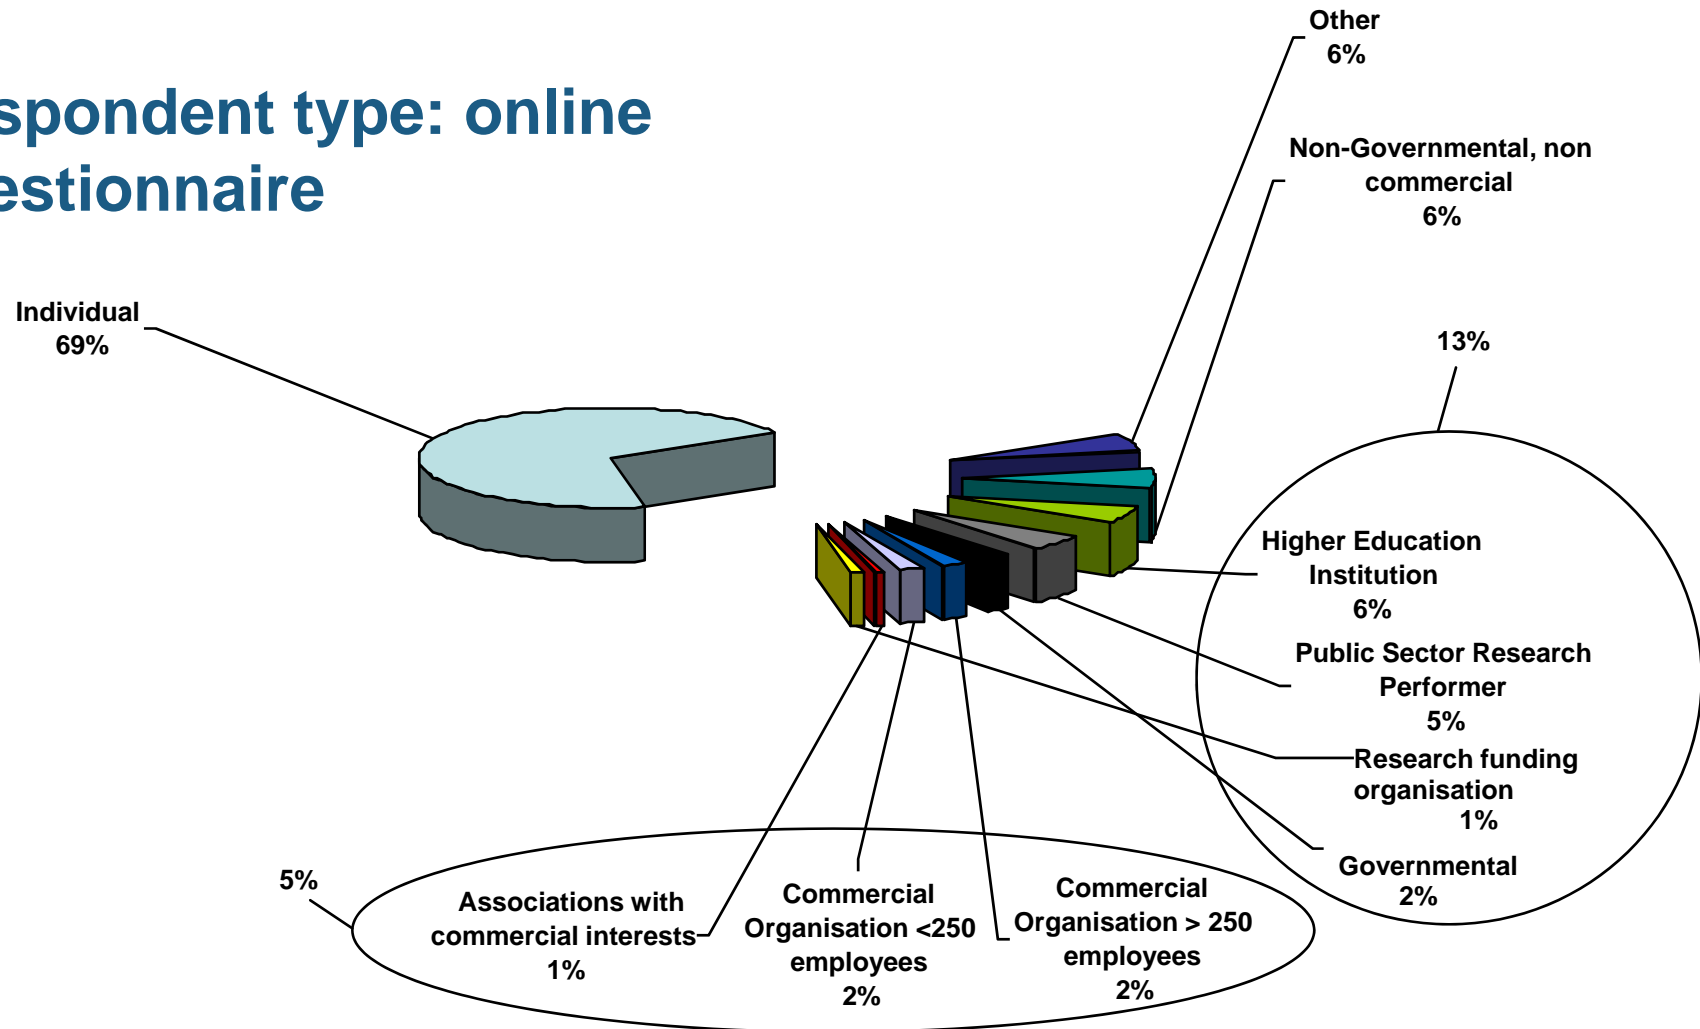 spondent type: online
estionnaire
Other
6%
Non-Governmental, non
commercial
6%
Individual
69%
13%
Higher Education
Institution
6%
Public Sector Research
Performer
5%
Research funding
organisation
1%
Governmental
2%
5%
Associations with
commercial interests
1%
Commercial
Organisation <250
employees
2%
Commercial
Organisation > 250
employees
2%